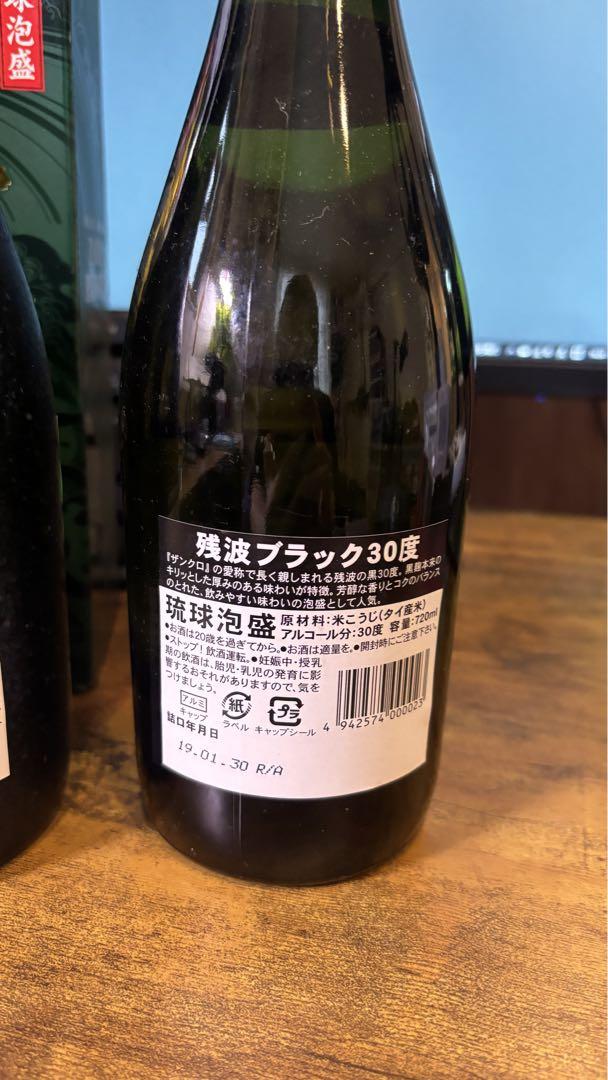 球泡盛
残波ブラック30度
『ザンクロ』の愛称で長く親しまれる残波の黒30度。黒麹本来の
キリッとした厚みのある味わいが特徴。芳醇な香りとコクのバランス
のとれた、飲みやすい味わいの泡盛として人気。
琉球泡盛
原材料：米こうじ（タイ産米）
アルコール分：30度 容量：720ml
●お酒は20歳を過ぎてから。●お酒は適量を。●開封時にご注意下さい。
●ストップ！飲酒運転。●妊娠中・授乳
期の飲酒は、胎児・乳児の発育に影
響するおそれがありますので、気を
つけましょう。
アルミ
キャップ
紙
ラベル
プラ
キャップシール
4 942574 000023
詰口年月日
19.01.30 R/A